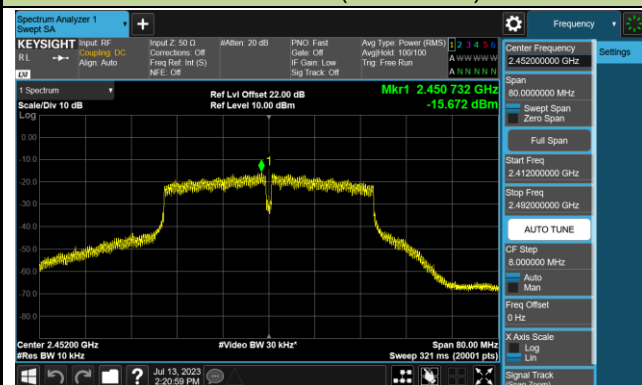 Spectrum Analyzer 1
Swept SA
Frequency
KEYSIGHT
RL
LXI
Input: RF
Coupling: DC
Align: Auto
Input Z: 50 Ω
Corrections: Off
Freq Ref: Int (S)
NFE: Off
#Atten: 20 dB
PNO: Fast
Gate: Off
IF Gain: Low
Sig Track: Off
Avg Type: Power (RMS)
Avg|Hold: 100/100
Trig: Free Run
1 2 3 4 5 6
A W W W W W
A N N N N N
1 Spectrum
Scale/Div 10 dB
Log
Ref Lvl Offset 22.00 dB
Ref Level 10.00 dBm
Mkr1 2.450 732 GHz
-15.672 dBm
0.00
-10.0
-20.0
-30.0
-40.0
-50.0
-60.0
-70.0
-80.0
1
Center 2.45200 GHz
#Res BW 10 kHz
#Video BW 30 kHz*
Span 80.00 MHz
Sweep 321 ms (20001 pts)
Jul 13, 2023
2:20:59 PM
?
Center Frequency
2.452000000 GHz
Span
80.0000000 MHz
Swept Span
Zero Span
Full Span
Start Freq
2.412000000 GHz
Stop Freq
2.492000000 GHz
AUTO TUNE
CF Step
8.000000 MHz
Auto
Man
Freq Offset
0 Hz
X Axis Scale
Log
Lin
Signal Track
(Span Zoom)
Settings